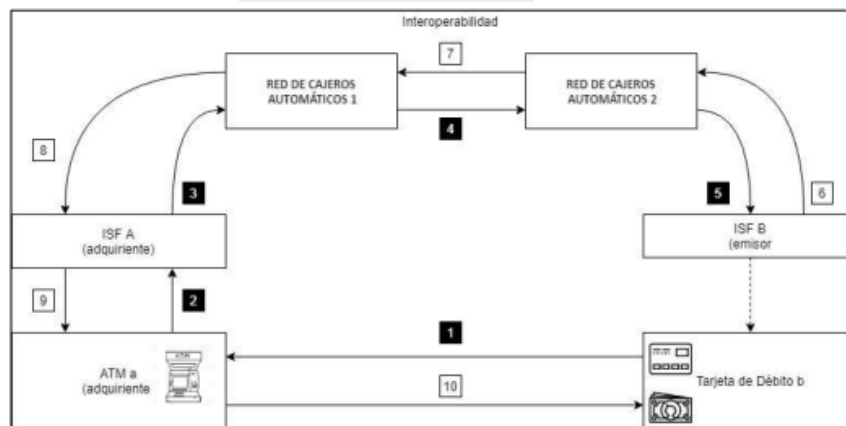 Interoperabilidad
7
RED DE CAJEROS
AUTOMÁTICOS 1
RED DE CAJEROS
AUTOMÁTICOS 2
4
8
3
5
6
ISF A
(adquiriente)
ISF B
(emisor
9
2
1
ATM a
(adquiriente
ATM
Tarjeta de Débito b
10